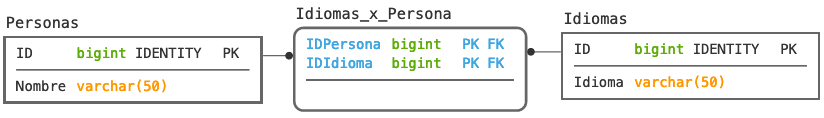 Personas
ID bigint IDENTITY PK
Nombre varchar(50)
Idiomas_x_Persona
IDPersona bigint PK FK
IDIdioma bigint PK FK
Idiomas
ID bigint IDENTITY PK
Idioma varchar(50)